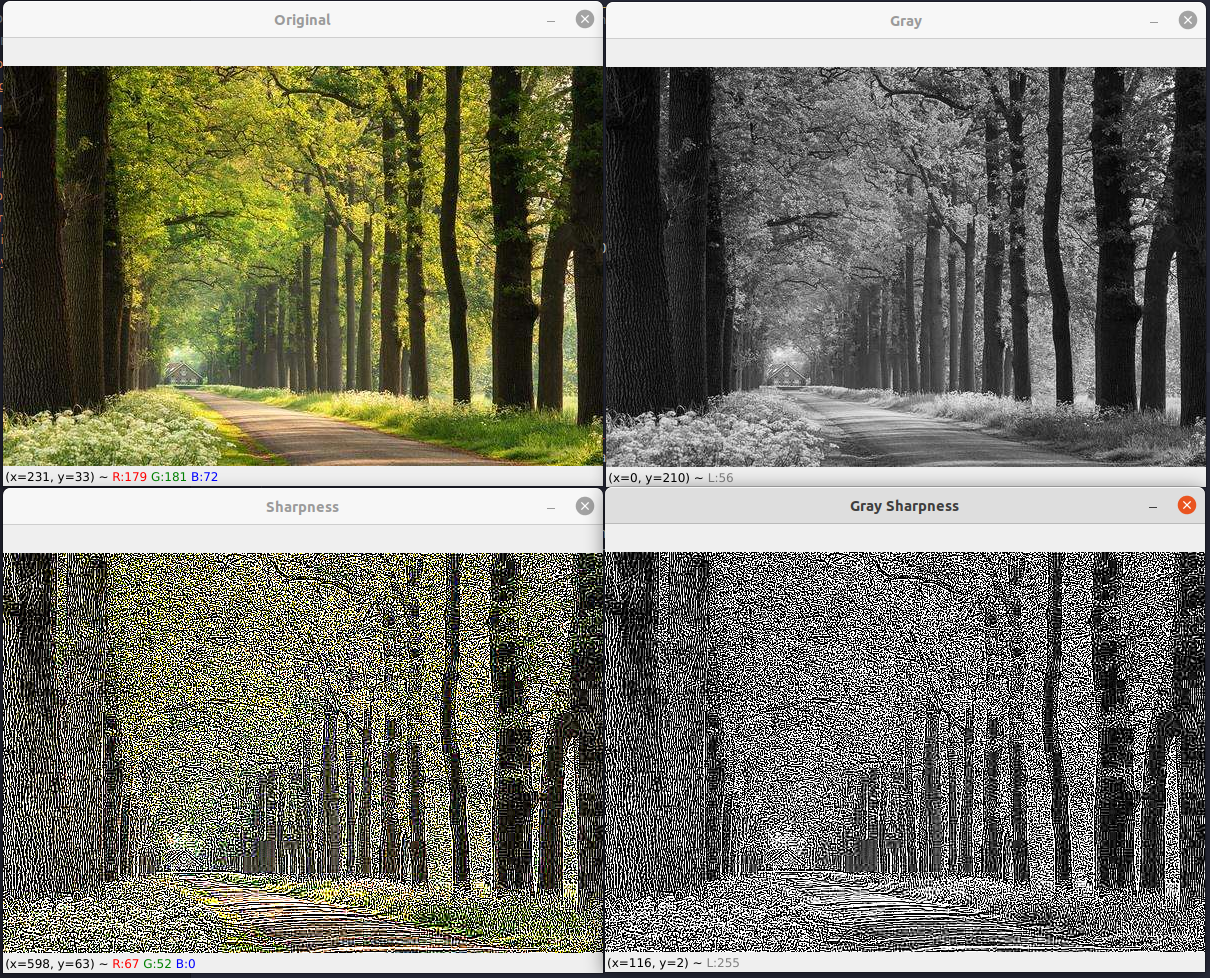 Original
Gray
(x=231, y=33) ~ R:179 G:181 B:72
(x=0, y=210) ~ L:56
Sharpness
Gray Sharpness
(x=598, y=63) ~ R:67 G:52 B:0
(x=116, y=2) ~ L:255